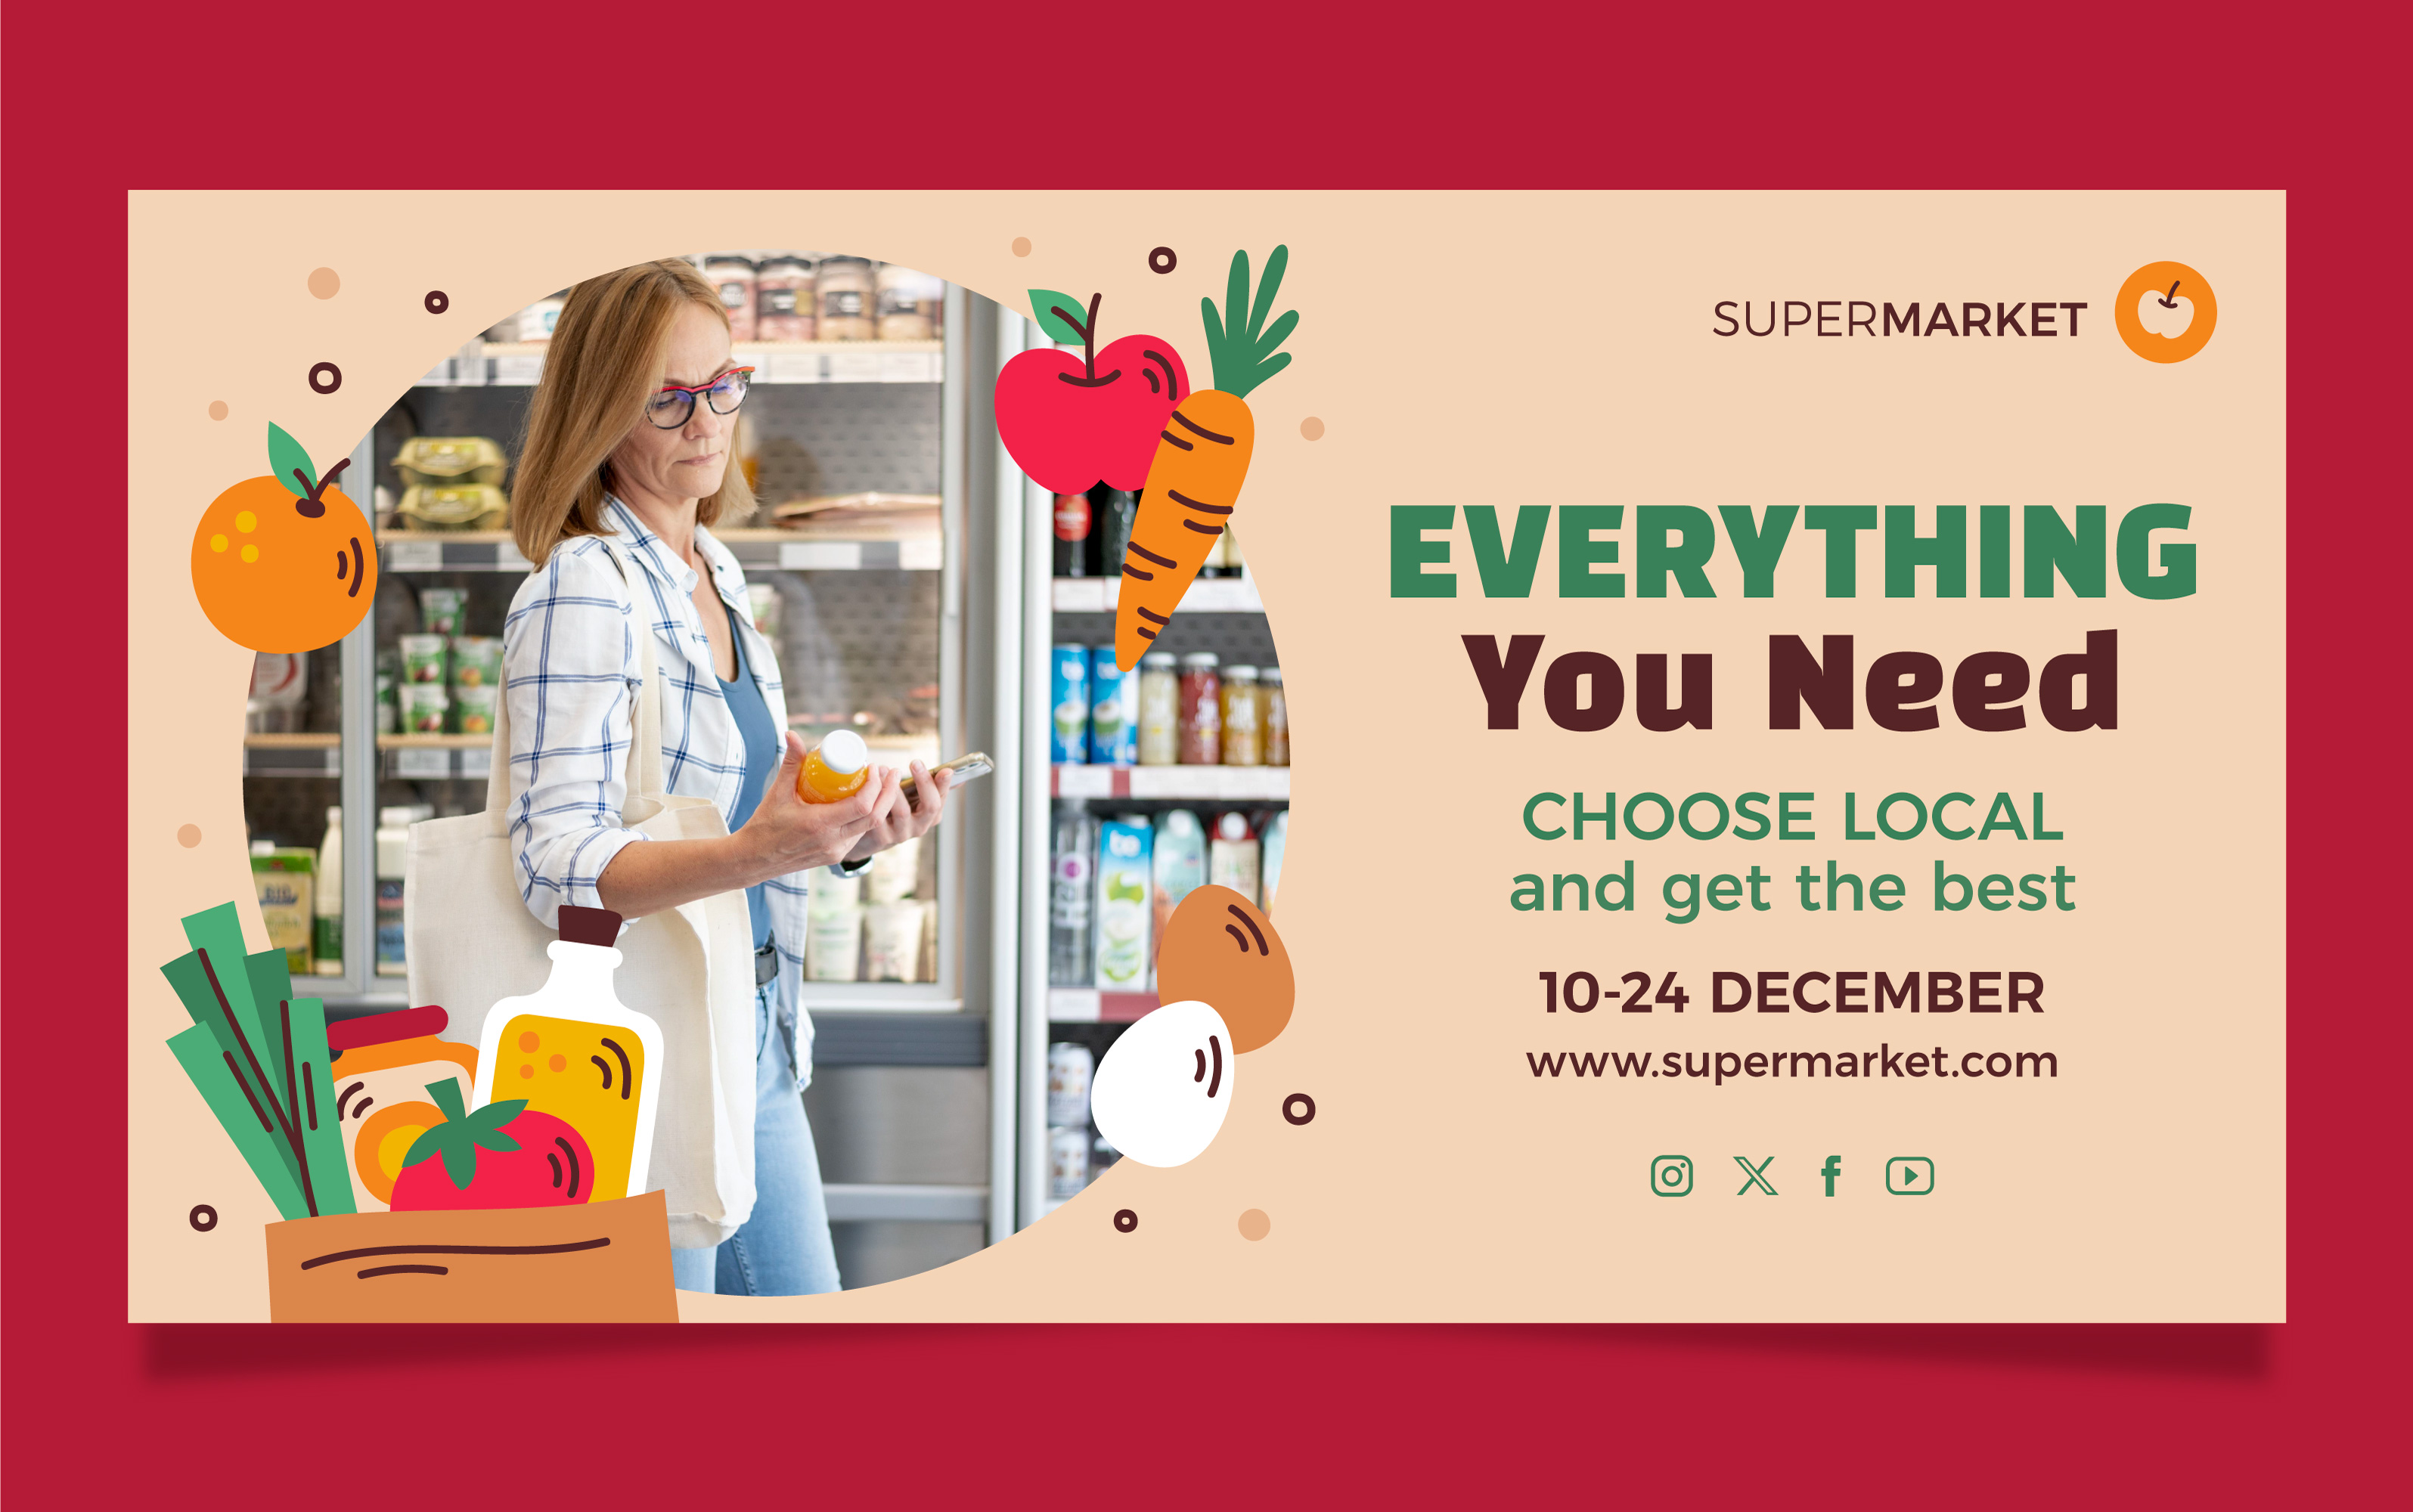 SUPERMARKET
EVERYTHING
You Need
CHOOSE LOCAL
and get the best
10-24 DECEMBER
www.supermarket.com